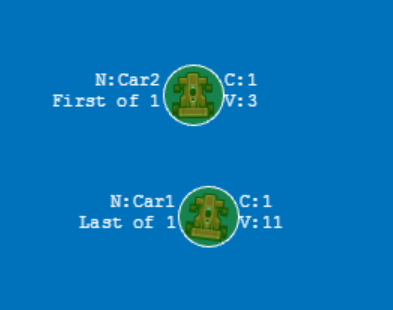 N:Car2 C:1
First of 1 V:3
N:Car1 C:1
Last of 1 V:11